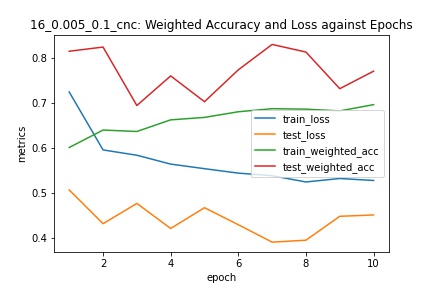 16_0.005_0.1_cnc: Weighted Accuracy and Loss against Epochs
0.8
0.7
0.6
0.5
0.4
metrics
train_loss
test_loss
train_weighted_acc
test_weighted_acc
2
4
6
8
10
epoch